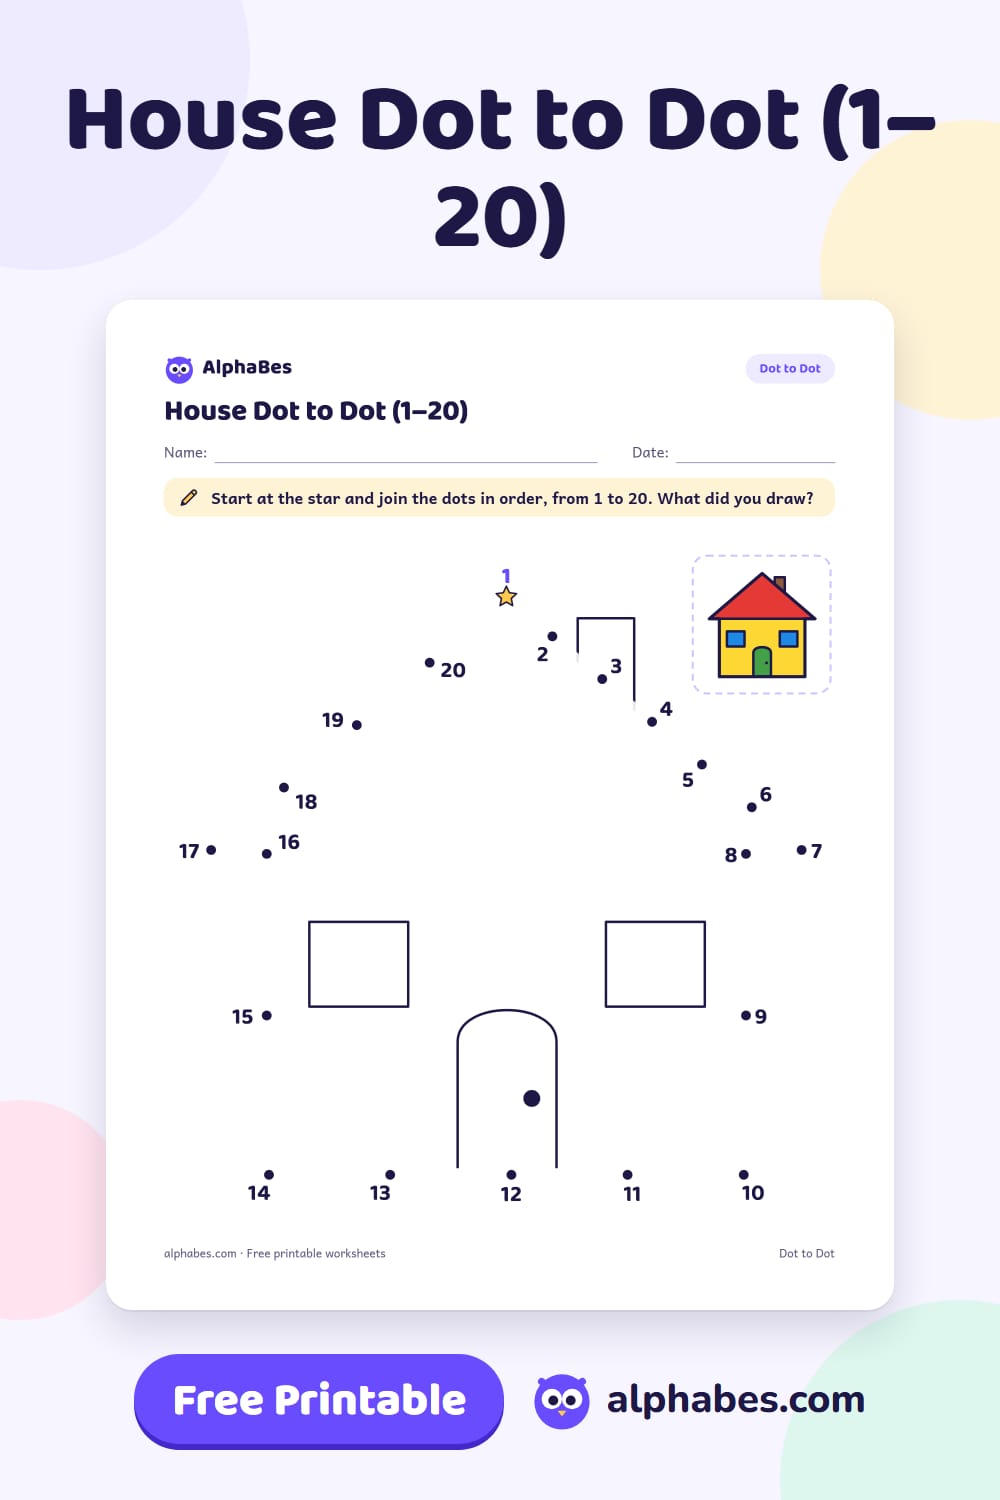 House Dot to Dot (1–
20)
AlphaBes
Dot to Dot
House Dot to Dot (1–20)
Name:
Date:
Start at the star and join the dots in order, from 1 to 20. What did you draw?
1
2
3
20
4
19
5
6
18
16
17
8
7
15
9
14
13
12
11
10
alphabes.com · Free printable worksheets
Dot to Dot
Free Printable
alphabes.com